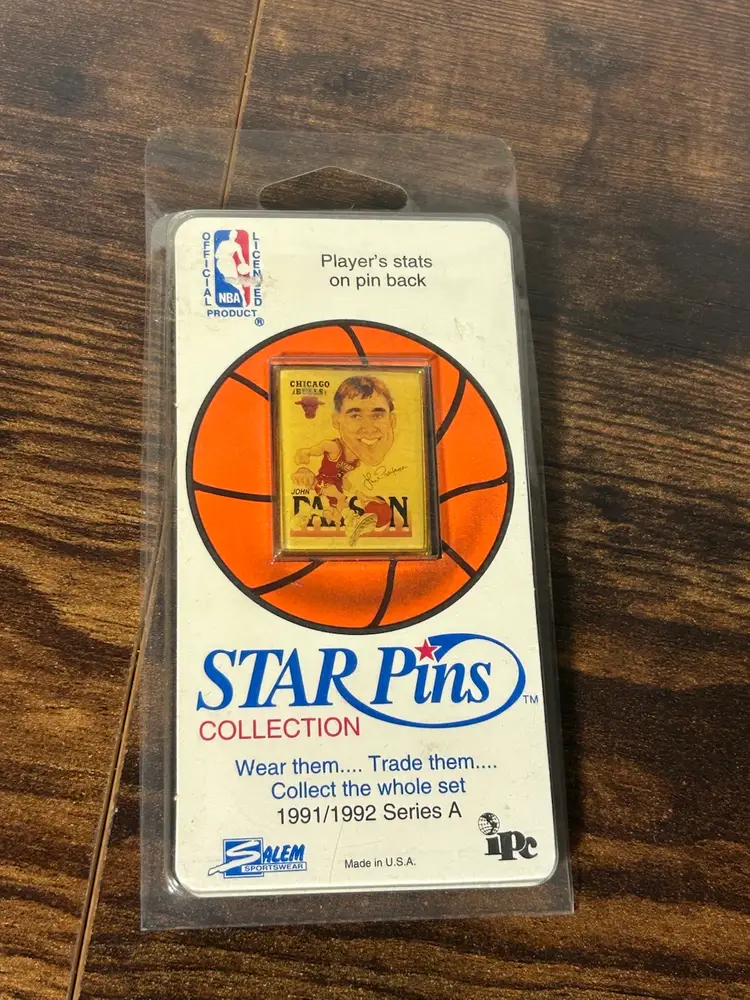 OFFICIAL
LICENSED
NBA
PRODUCT ®
Player's stats
on pin back
CHICAGO
BULLS
JOHN
PAXSON
STAR Pins TM
COLLECTION
Wear them.... Trade them....
Collect the whole set
1991/1992 Series A
SALEM
SPORTSWEAR
Made in U.S.A.
ipc